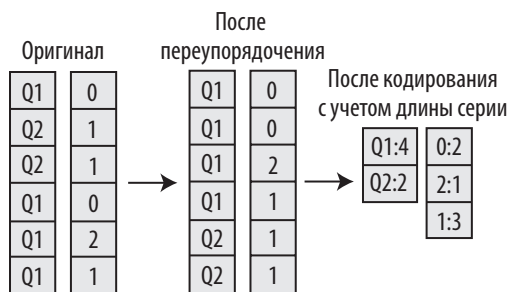 После
переупорядочения
Оригинал
После кодирования
с учетом длины серии
Q1 0 Q1 0
Q2 1 Q1 0 Q1:4 0:2
Q2 1 Q1 2 Q2:2 2:1
Q1 0 Q1 1 1:3
Q1 2 Q2 1
Q1 1 Q2 1